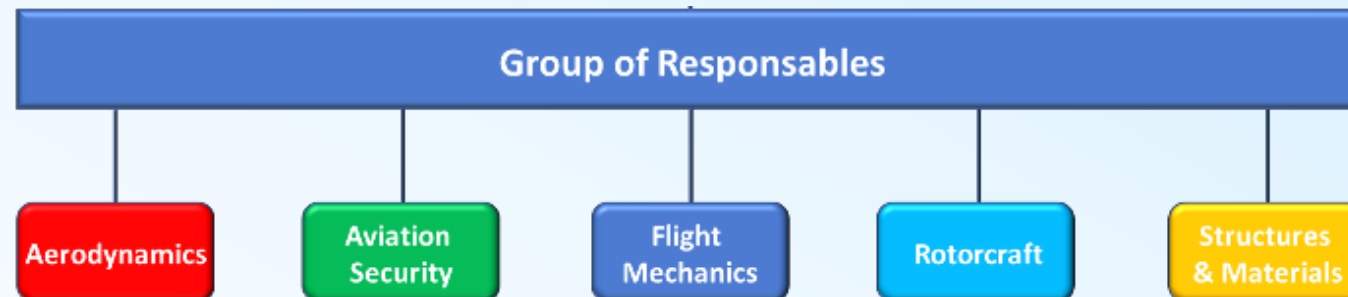 Group of Responsables
Aerodynamics
Aviation
Security
Flight
Mechanics
Rotorcraft
Structures
& Materials